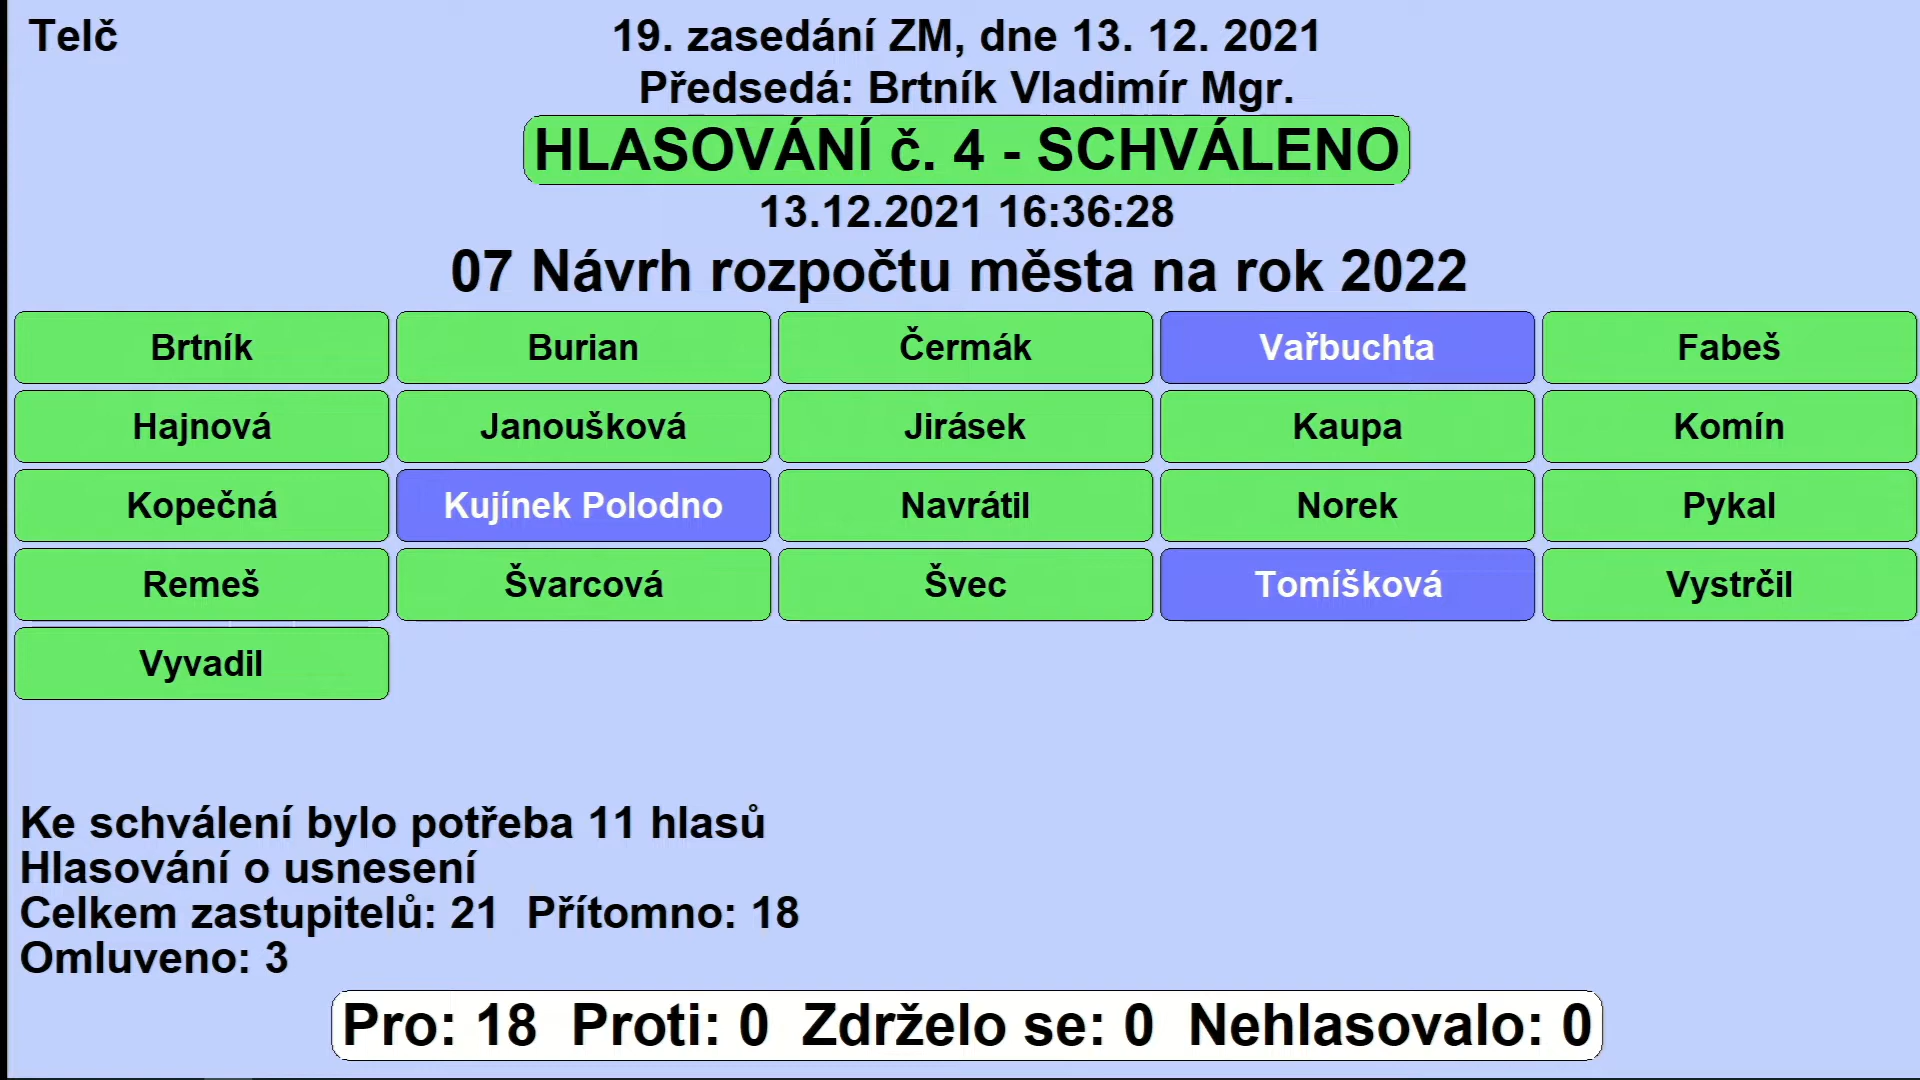 Telč
19. zasedání ZM, dne 13. 12. 2021
Předsedá: Brtník Vladimír Mgr.
HLASOVÁNÍ č. 4 - SCHVÁLENO
13.12.2021 16:36:28
07 Návrh rozpočtu města na rok 2022
Brtník Burian Čermák Vařbuchta Fabeš
Hajnová Janoušková Jirásek Kaupa Komín
Kopečná Kujínek Polodno Navrátil Norek Pykal
Remeš Švarcová Švec Tomíšková Vystrčil
Vyvadil
Ke schválení bylo potřeba 11 hlasů
Hlasování o usnesení
Celkem zastupitelů: 21 Přítomno: 18
Omluveno: 3
Pro: 18 Proti: 0 Zdrželo se: 0 Nehlasovalo: 0